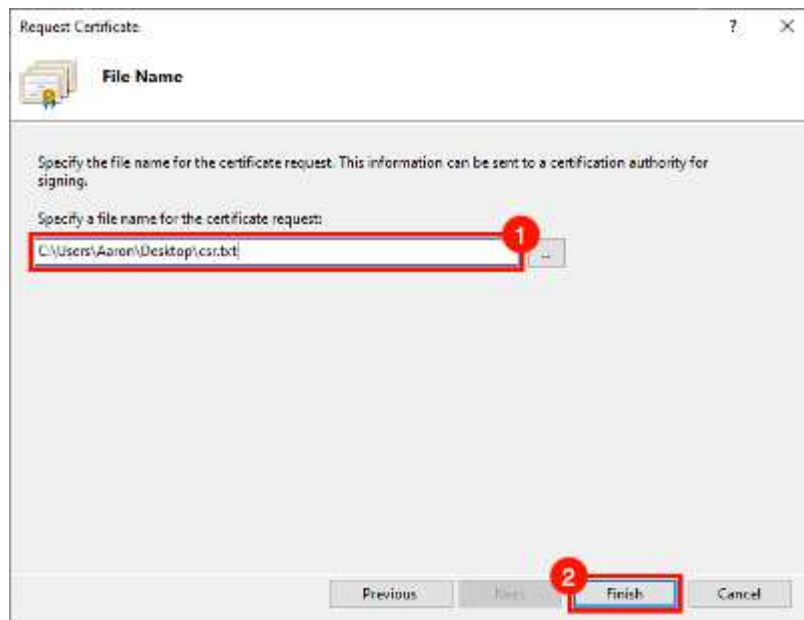 Request Certificate
?
File Name
Specify the file name for the certificate request. This information can be sent to a certification authority for
signing.
Specify a file name for the certificate request:
1
C:\Users\Aaron\Desktop\csr.txt
...
2
Previous
Next
Finish
Cancel